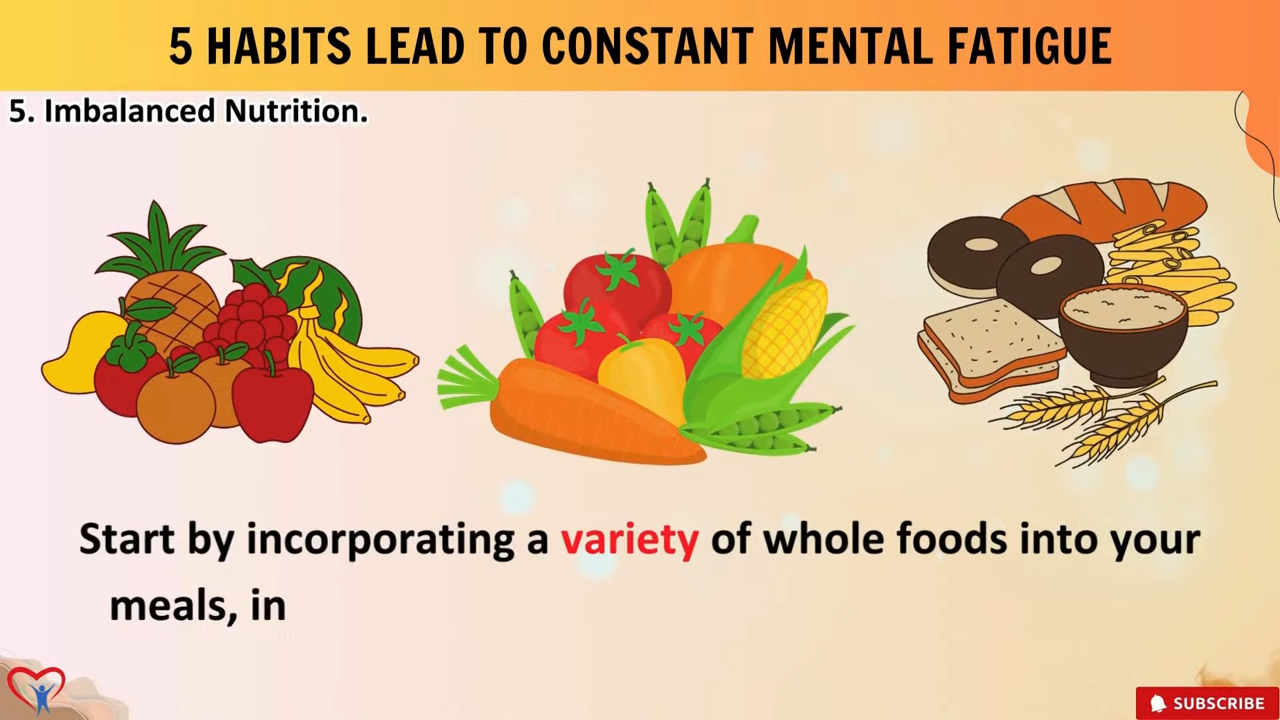 5 HABITS LEAD TO CONSTANT MENTAL FATIGUE
5. Imbalanced Nutrition.
Start by incorporating a variety of whole foods into your
meals, in
SUBSCRIBE